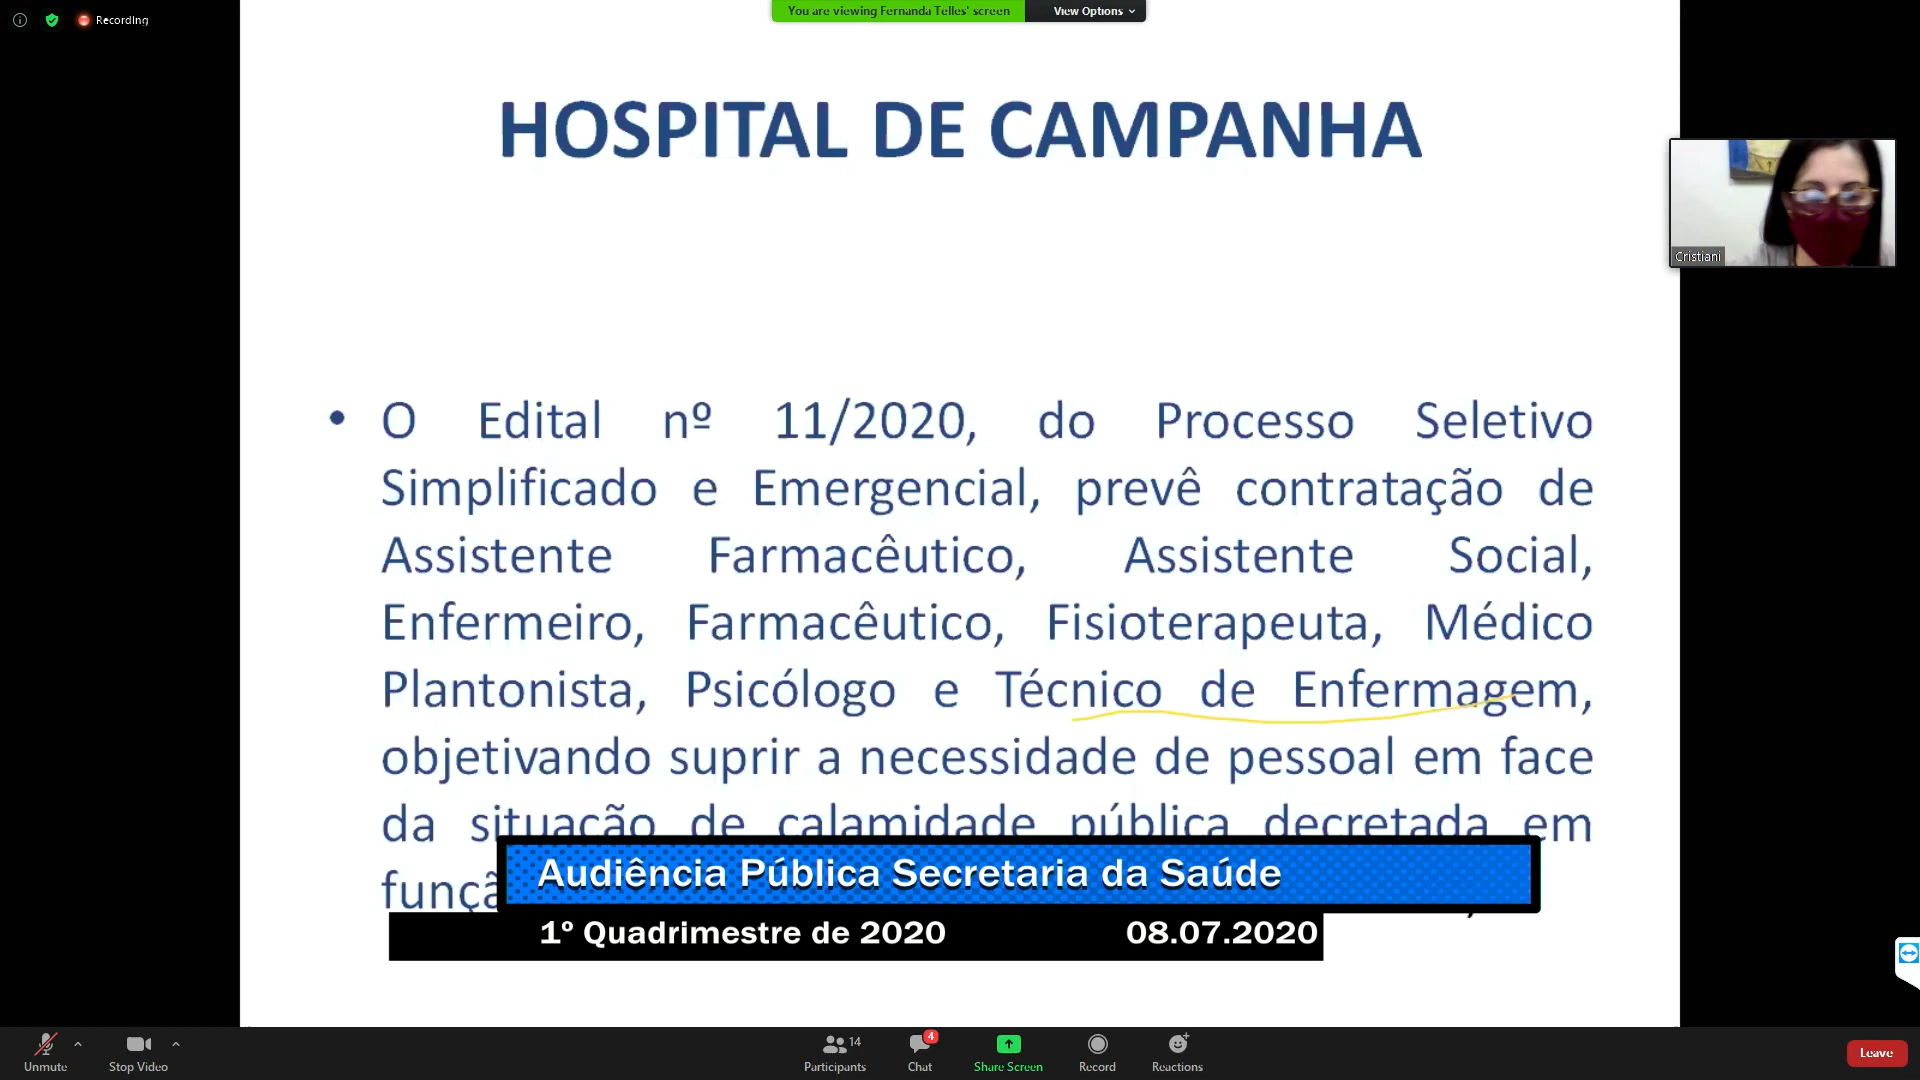 Recording
You are viewing Fernanda Telles' screen
View Options
HOSPITAL DE CAMPANHA
Cristiani
• O Edital nº 11/2020, do Processo Seletivo
Simplificado e Emergencial, prevê contratação de
Assistente Farmacêutico, Assistente Social,
Enfermeiro, Farmacêutico, Fisioterapeuta, Médico
Plantonista, Psicólogo e Técnico de Enfermagem,
objetivando suprir a necessidade de pessoal em face
da situação de calamidade pública decretada em
Audiência Pública Secretaria da Saúde
1º Quadrimestre de 2020 08.07.2020
Unmute
Stop Video
Participants 14
Chat 4
Share Screen
Record
Reactions
Leave